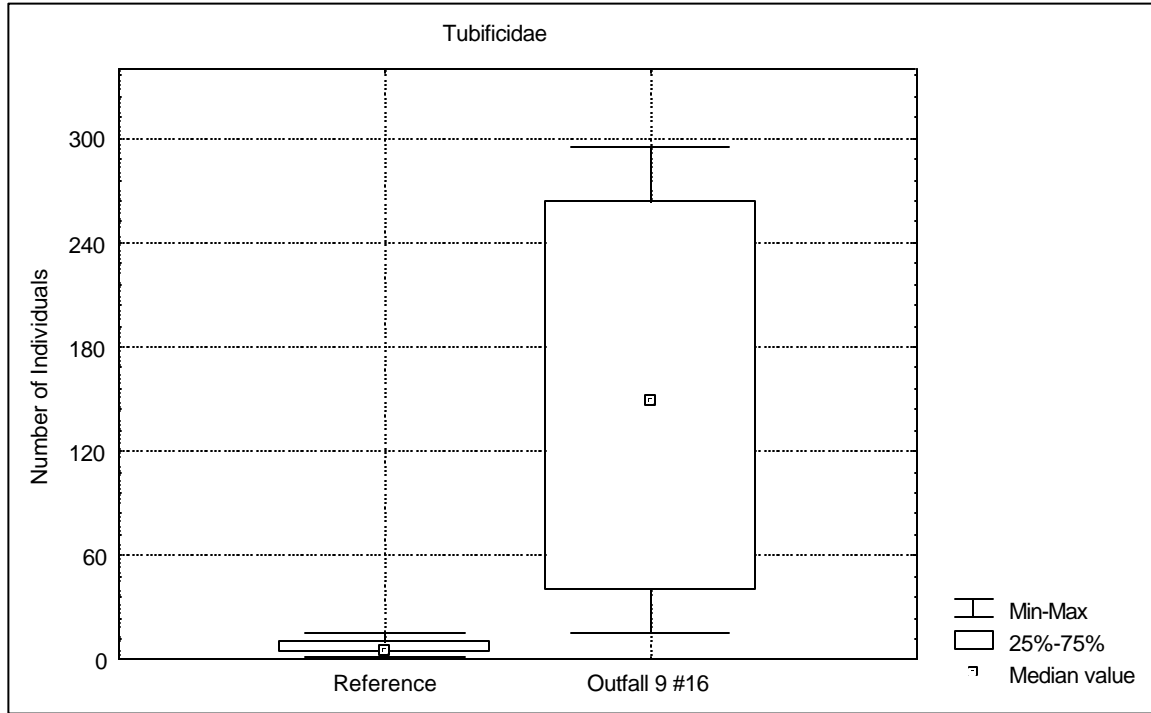 Tubificidae
Number of Individuals
300
240
180
120
60
0
Reference
Outfall 9 #16
Min-Max
25%-75%
Median value